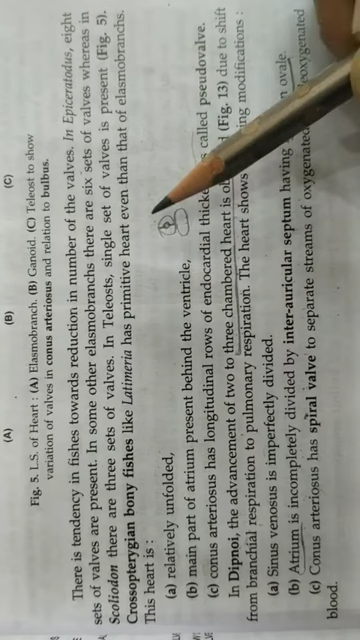 (A) (B) (C)
Fig. 5. L.S. of Heart : (A) Elasmobranch. (B) Ganoid. (C) Teleost to show
variation of valves in conus arteriosus and relation to bulbus.
There is tendency in fishes towards reduction in number of the valves. In Epiceratodus, eight
sets of valves are present. In some other elasmobranchs there are six sets of valves whereas in
Scoliodon there are three sets of valves. In Teleosts, single set of valves is present (Fig. 5).
Crossopterygian bony fishes like Latimeria has primitive heart even than that of elasmobranchs.
This heart is :
(a) relatively unfolded,
(b) main part of atrium present behind the ventricle,
(c) conus arteriosus has longitudinal rows of endocardial called pseudovalve.
In Dipnoi, the advancement of two to three chambered heart is (Fig. 13) due to shift
from branchial respiration to pulmonary respiration. The heart shows modifications :
(a) Sinus venosus is imperfectly divided.
(b) Atrium is incompletely divided by inter-auricular septum having ovale.
(c) Conus arteriosus has spiral valve to separate streams of
blood.